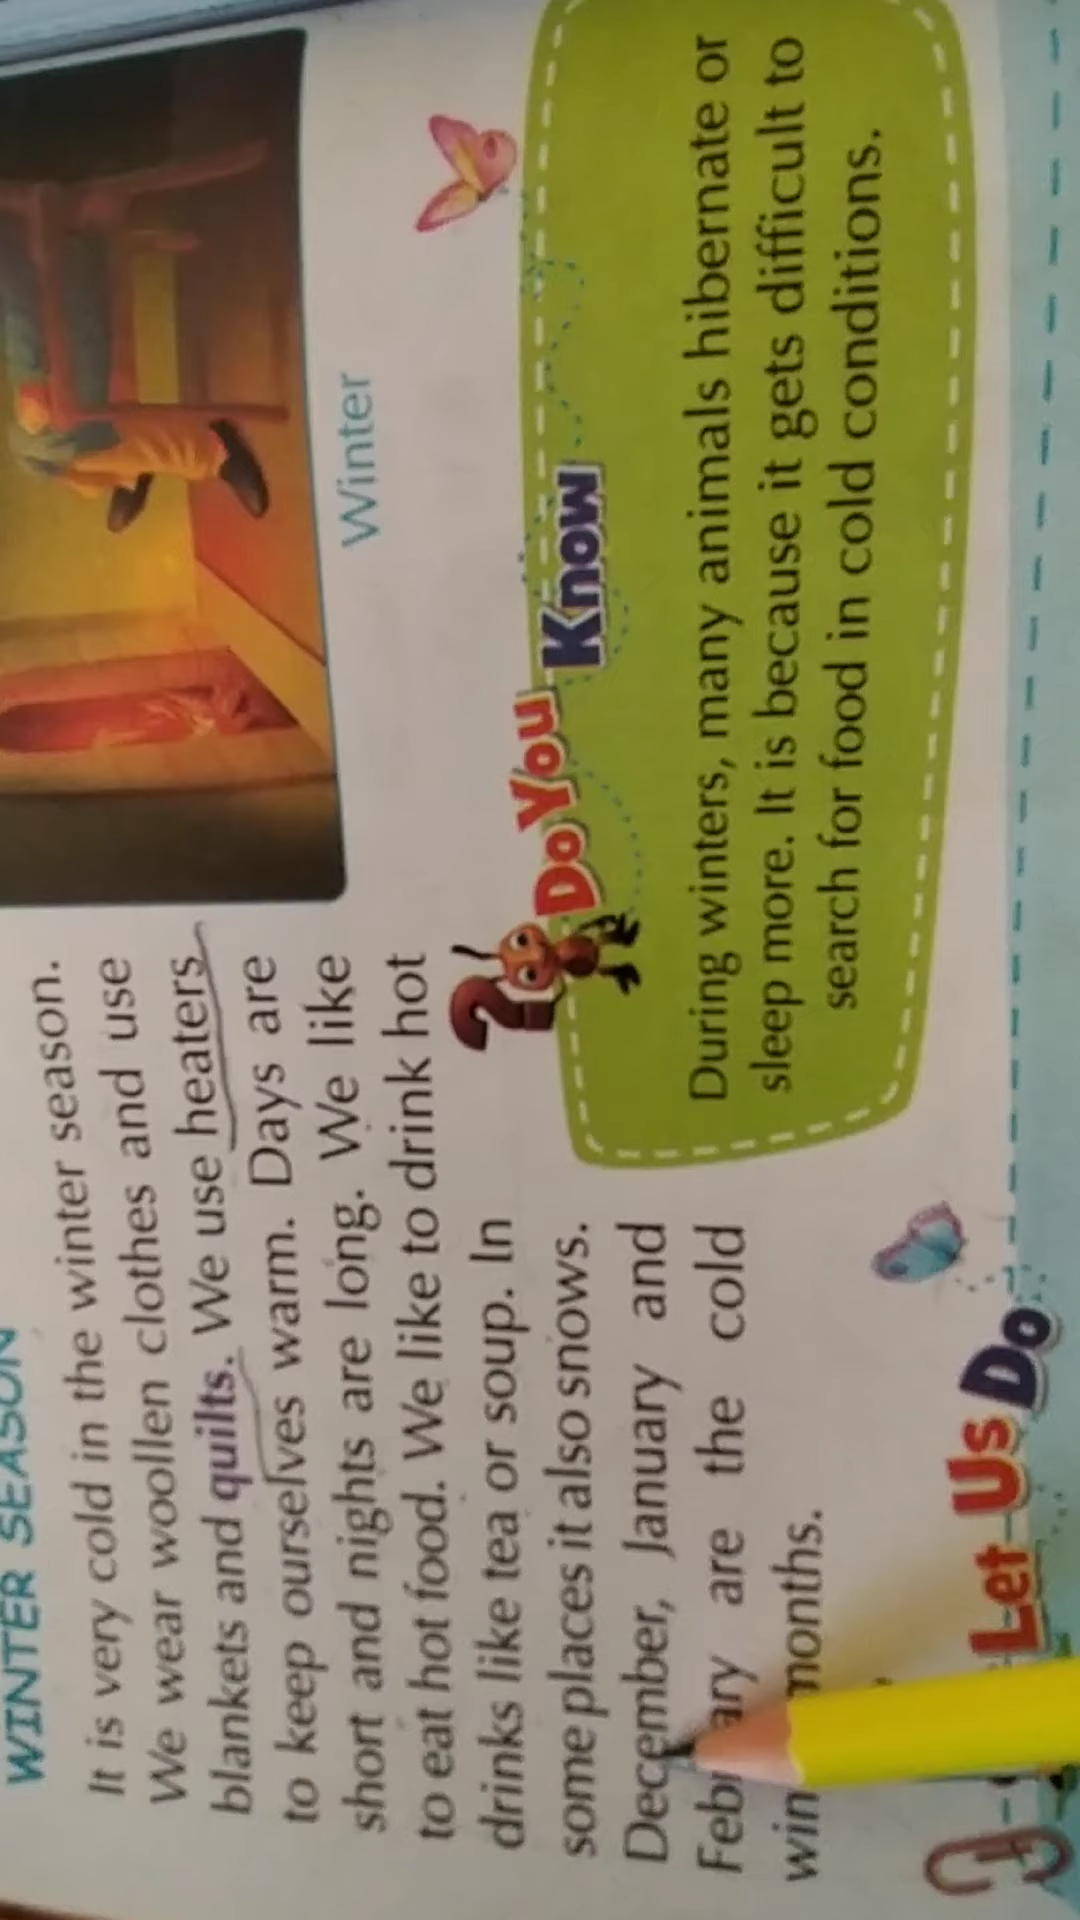 WINTER SEASON
It is very cold in the winter season.
We wear woollen clothes and use
blankets and quilts. We use heaters
to keep ourselves warm. Days are
short and nights are long. We like
to eat hot food. We like to drink hot
drinks like tea or soup. In
some places it also snows.
December, January and
are the cold
months.
Winter
Do You Know
During winters, many animals hibernate or
sleep more. It is because it gets difficult to
search for food in cold conditions.
Let Us Do